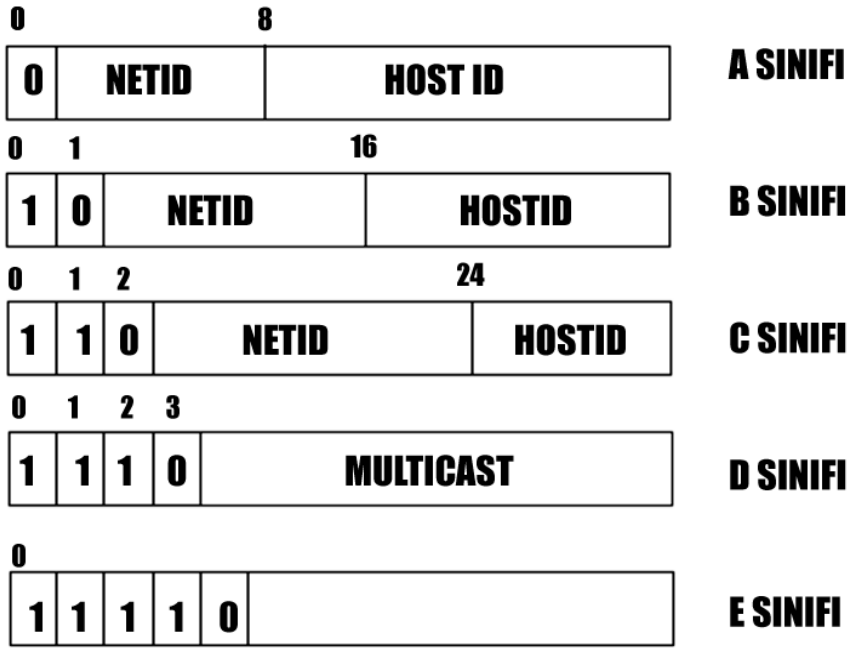 0 8
0 NETID HOST ID A SINIFI
0 1 16
1 0 NETID HOSTID B SINIFI
0 1 2 24
1 1 0 NETID HOSTID C SINIFI
0 1 2 3
1 1 1 0 MULTICAST D SINIFI
0
1 1 1 1 0 E SINIFI